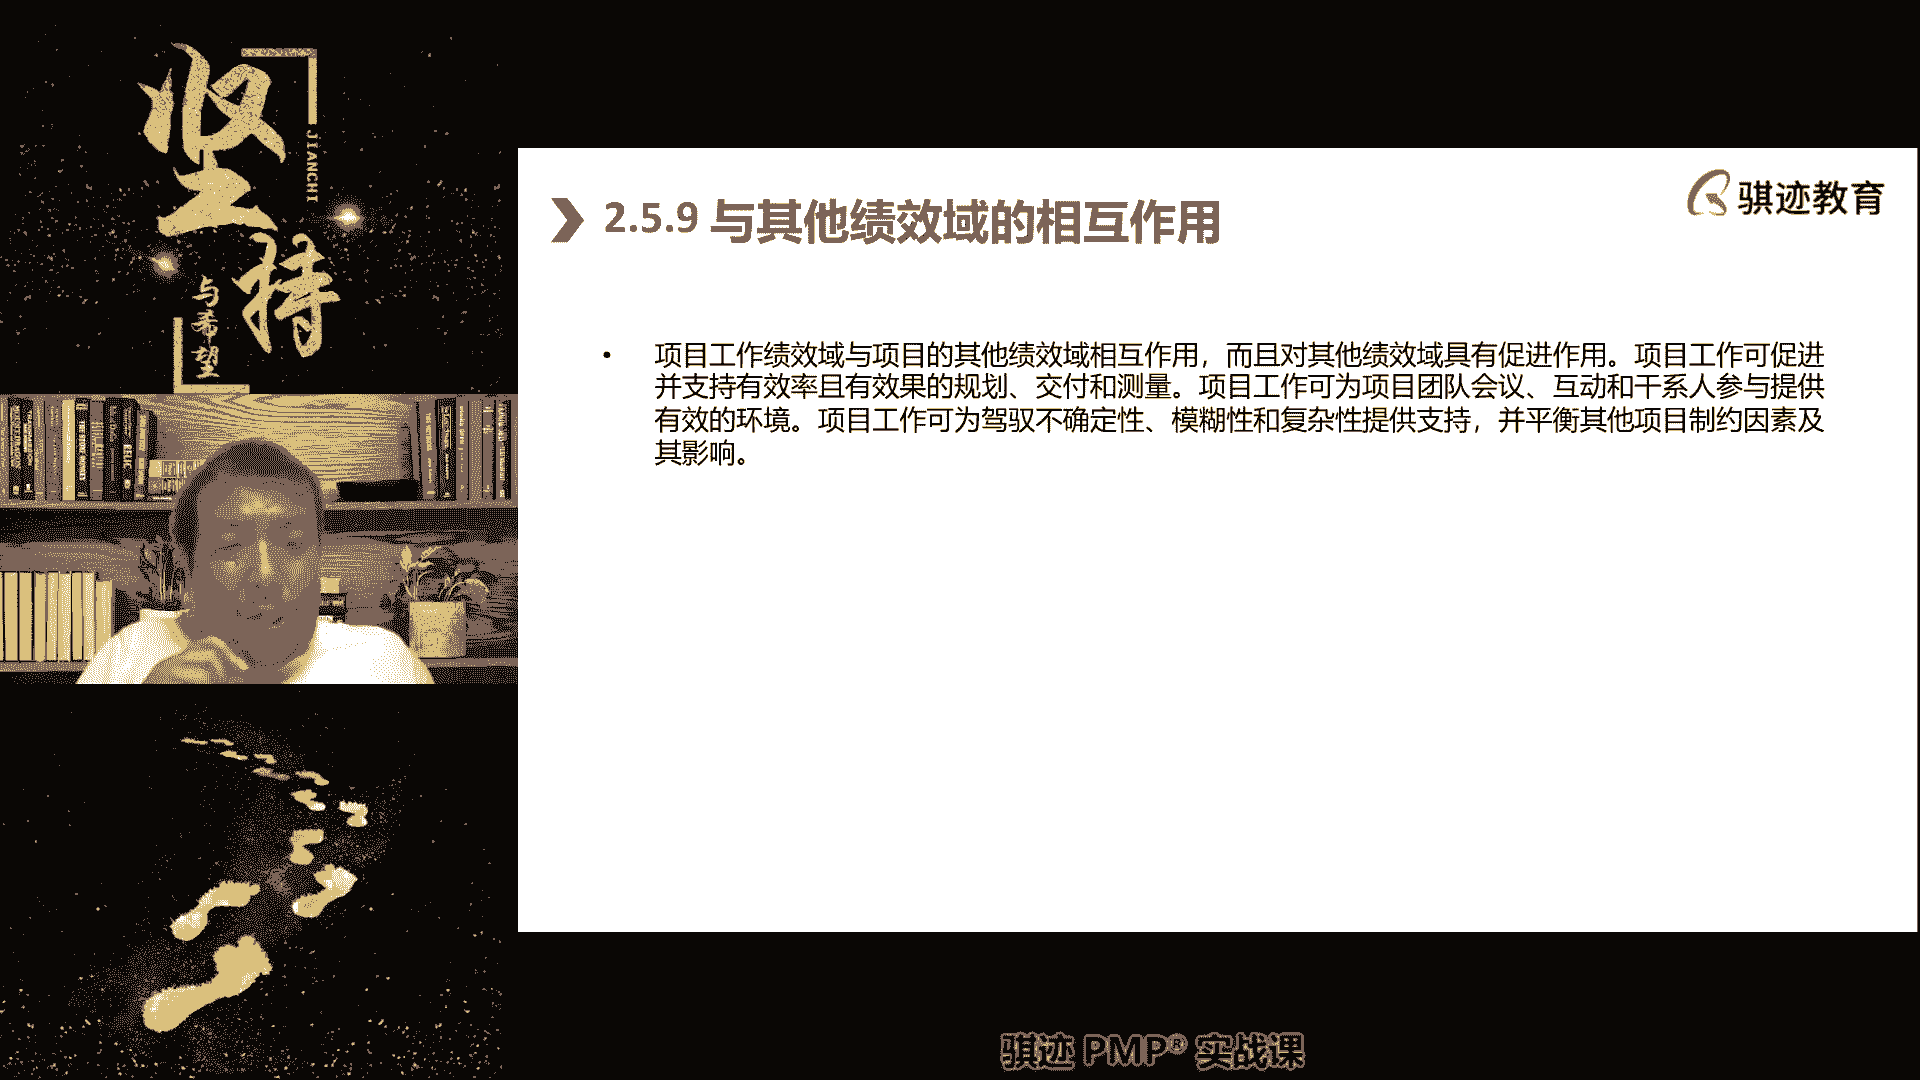 坚持
JIANCHI
与希望
骐迹教育
2.5.9 与其他绩效域的相互作用
• 项目工作绩效域与项目的其他绩效域相互作用，而且对其他绩效域具有促进作用。项目工作可促进
并支持有效率且有效果的规划、交付和测量。项目工作可为项目团队会议、互动和干系人参与提供
有效的环境。项目工作可为驾驭不确定性、模糊性和复杂性提供支持，并平衡其他项目制约因素及
其影响。
骐迹 PMP® 实战课